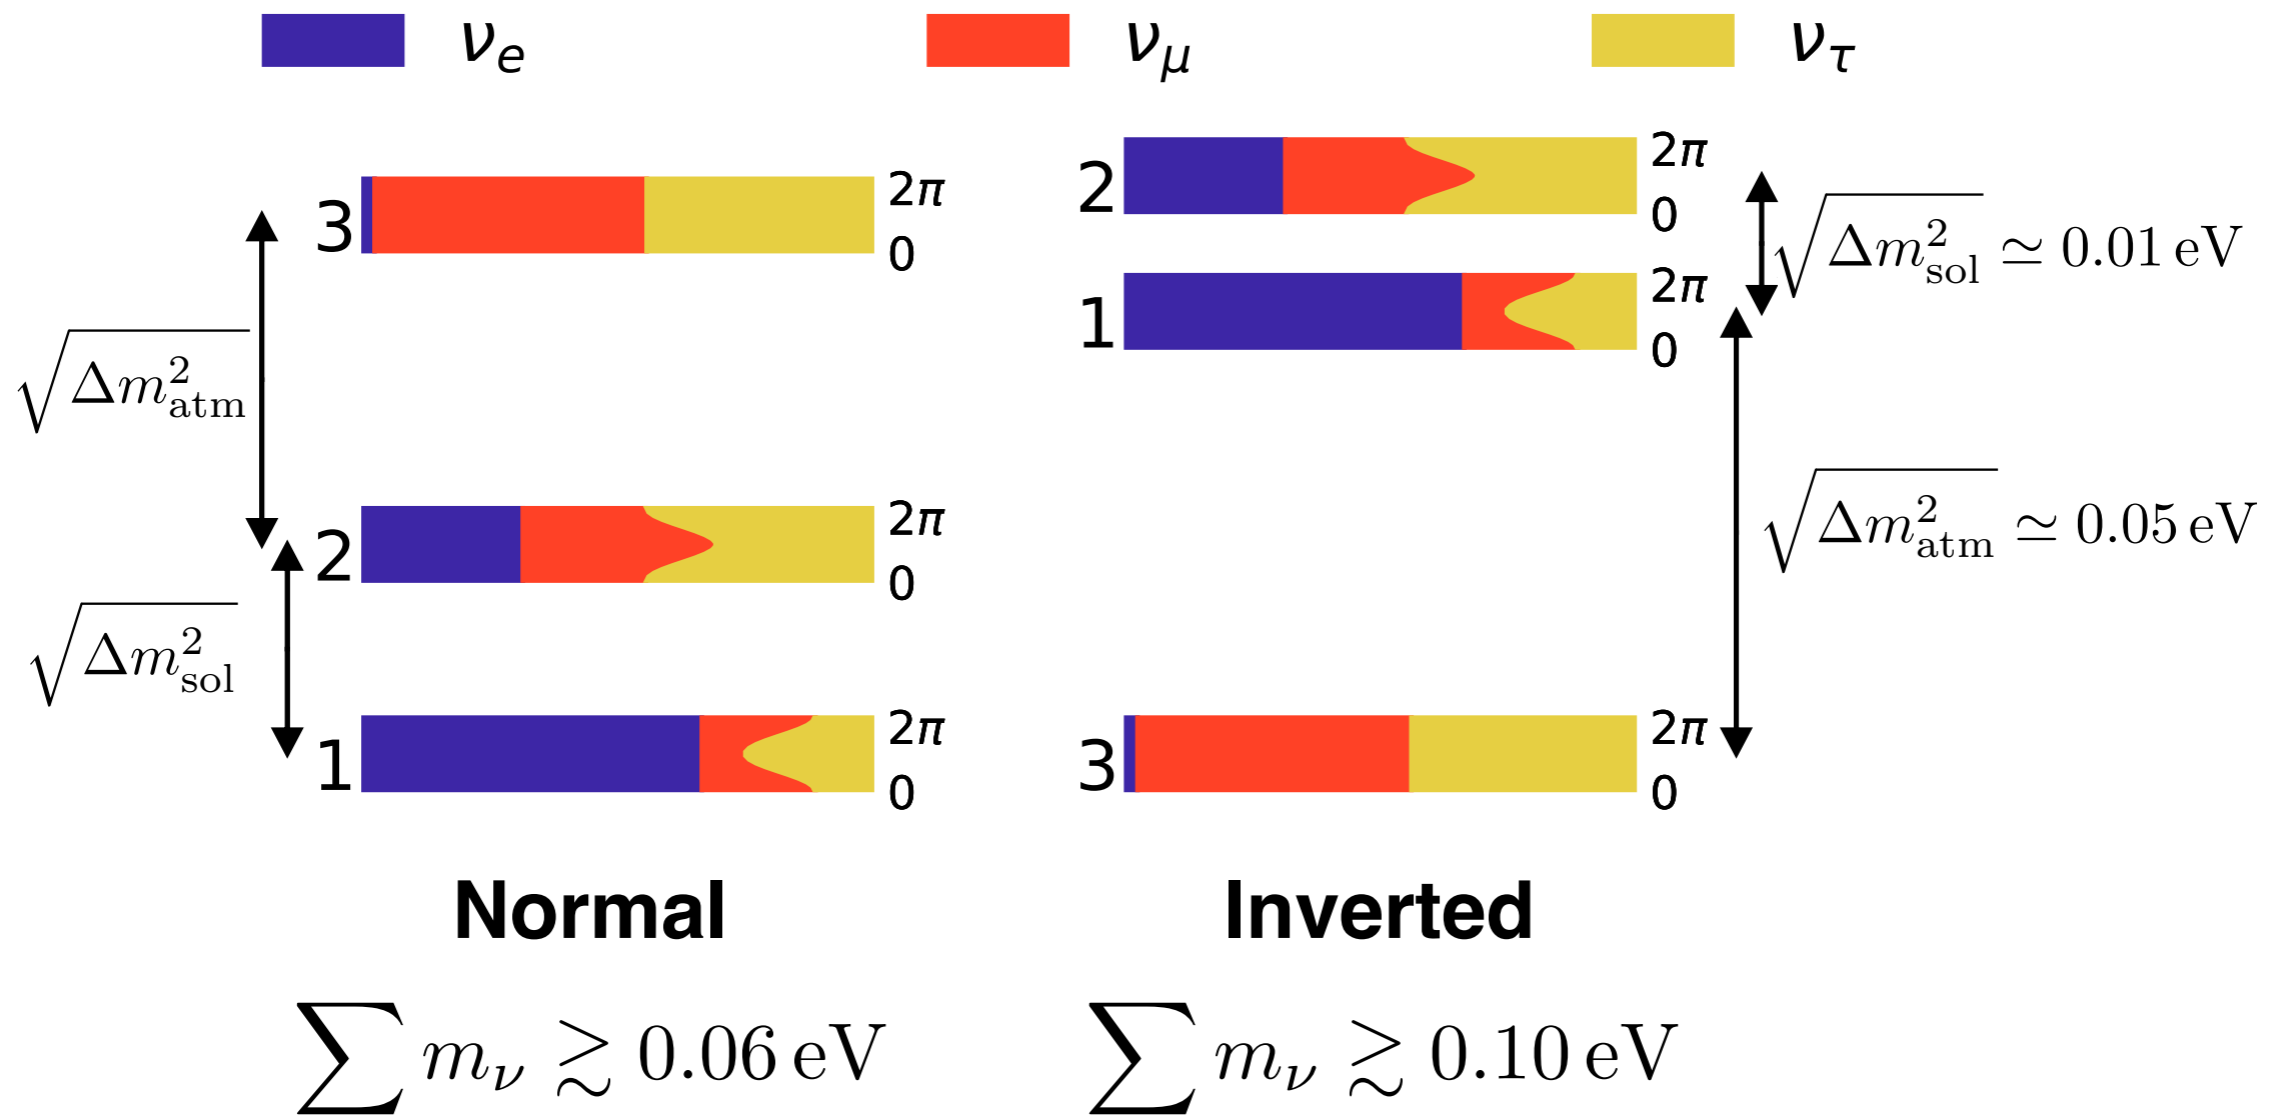 νe νμ ντ
3 2π
0
√Δm²atm
2 2π
0
√Δm²sol
1 2π
0
Normal
∑ mν ≳ 0.06 eV
2 2π
0
√Δm²sol ≃ 0.01 eV
1 2π
0
√Δm²atm ≃ 0.05 eV
3 2π
0
Inverted
∑ mν ≳ 0.10 eV